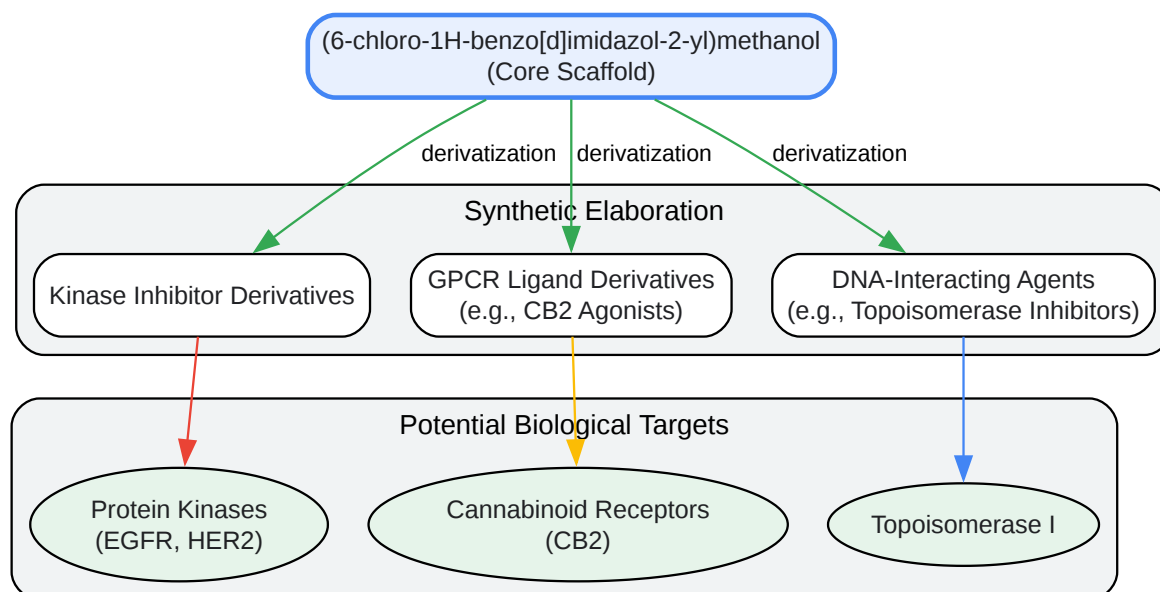 (6-chloro-1H-benzo[d]imidazol-2-yl)methanol
(Core Scaffold)
derivatization
derivatization
derivatization
Synthetic Elaboration
Kinase Inhibitor Derivatives
GPCR Ligand Derivatives
(e.g., CB2 Agonists)
DNA-Interacting Agents
(e.g., Topoisomerase Inhibitors)
Potential Biological Targets
Protein Kinases
(EGFR, HER2)
Cannabinoid Receptors
(CB2)
Topoisomerase I